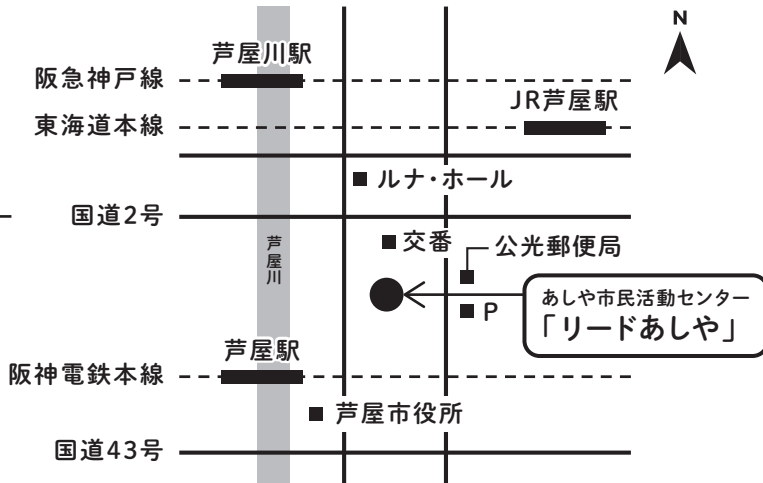 N
芦屋川駅
阪急神戸線
JR芦屋駅
東海道本線
ルナ・ホール
国道2号
交番
公光郵便局
芦屋川
あしや市民活動センター
「リードあしや」
P
芦屋駅
阪神電鉄本線
芦屋市役所
国道43号